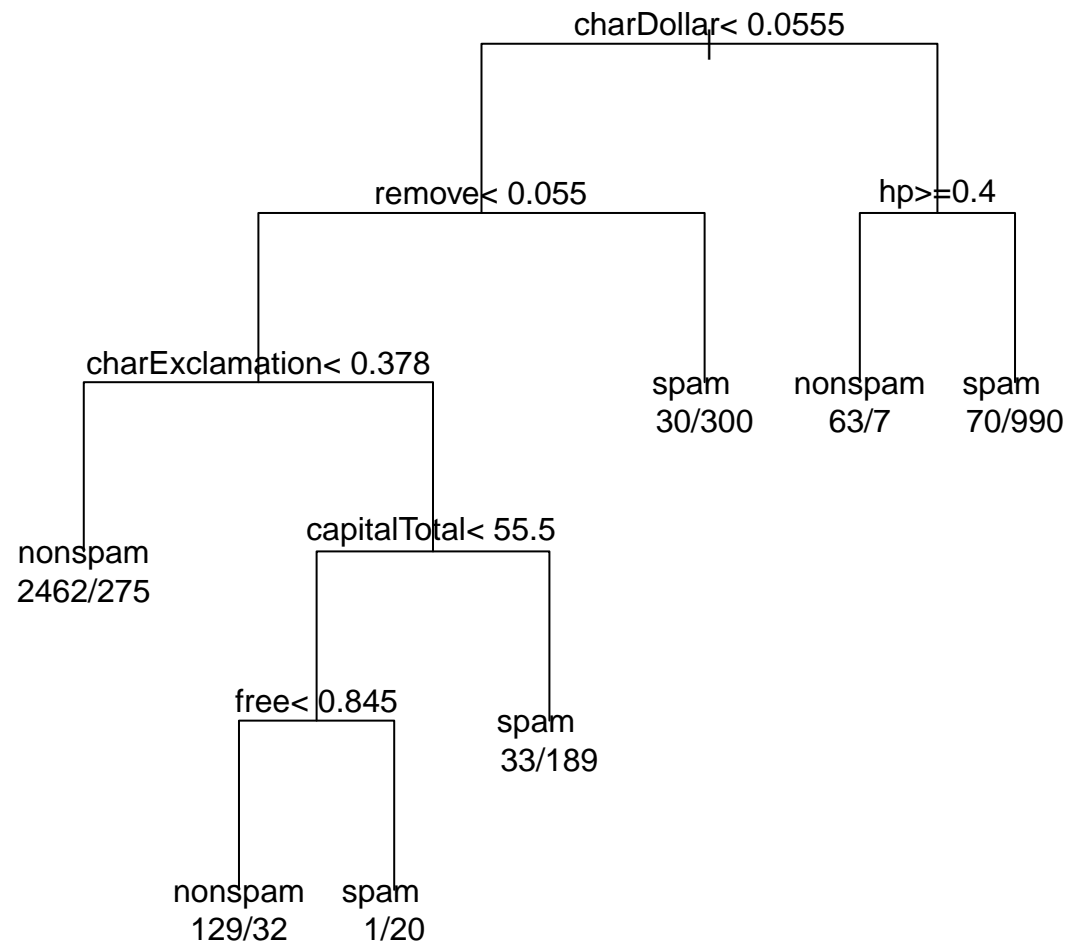 charDollar< 0.0555
remove< 0.055
hp>=0.4
charExclamation< 0.378
spam
30/300
nonspam
63/7
spam
70/990
nonspam
2462/275
capitalTotal< 55.5
free< 0.845
spam
33/189
nonspam
129/32
spam
1/20